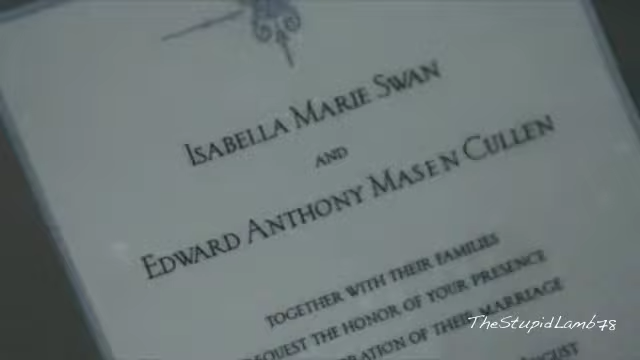 ISABELLA MARIE SWAN
AND
EDWARD ANTHONY MASEN CULLEN
TOGETHER WITH THEIR FAMILIES
REQUEST THE HONOR OF YOUR PRESENCE
OF THEIR MARRIAGE
AUGUST
TheStupidLamb78